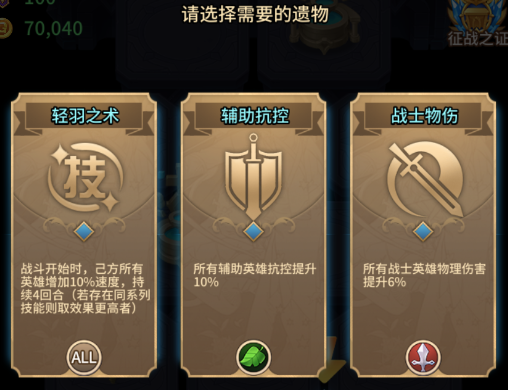 请选择需要的遗物
70,040
征战之证
轻羽之术
技
战斗开始时，己方所有
英雄增加10%速度，持
续4回合（若存在同系列
技能则取效果更高者）
ALL
辅助抗控
所有辅助英雄抗控提升
10%
战士物伤
所有战士英雄物理伤害
提升6%